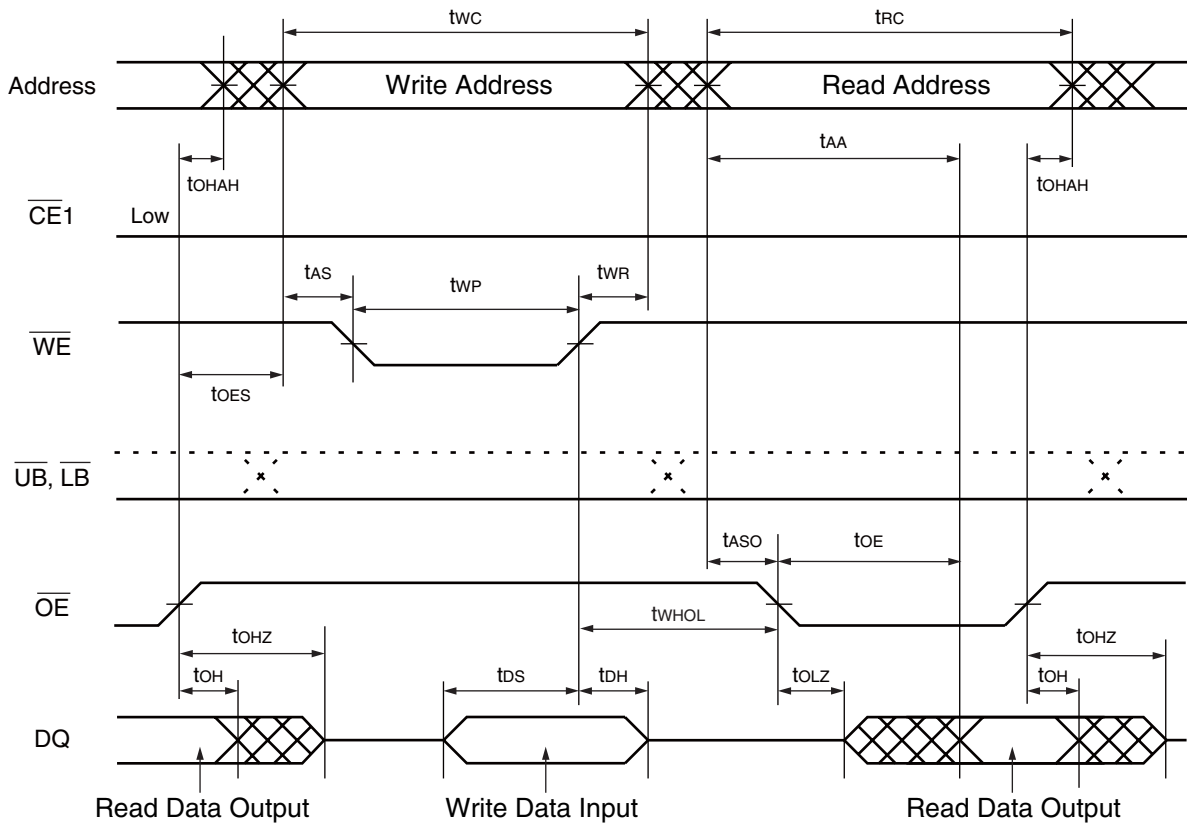 tWC
tRC
Address
Write Address
Read Address
tAA
tOHAH
tOHAH
CE1
Low
tAS
tWP
tWR
WE
tOES
UB, LB
tASO
tOE
OE
tWHOL
tOHZ
tOHZ
tOH
tDS
tDH
tOLZ
tOH
DQ
Read Data Output
Write Data Input
Read Data Output